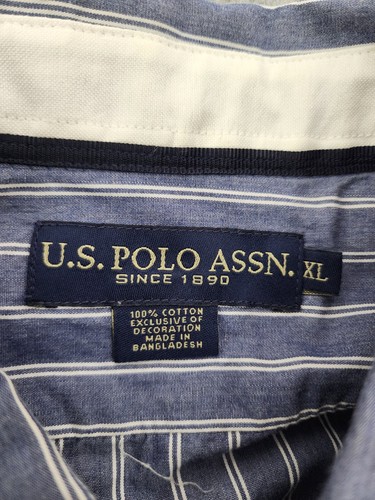 U.S. POLO ASSN. XL
SINCE 1890
100% COTTON
EXCLUSIVE OF
DECORATION
MADE IN
BANGLADESH